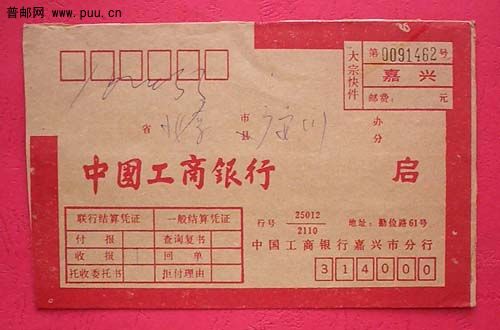 普邮网
www.puu.cn
大宗快件
第0091462号
嘉兴
邮费: 元
省 北京 市县 办分
中国工商银行 启
联行结算凭证 一般结算凭证
付报 查询复书
收报 回单
托收委托书 拒付理由
行号 25012
2110
地址:勤俭路61号
中国工商银行嘉兴市分行
314000